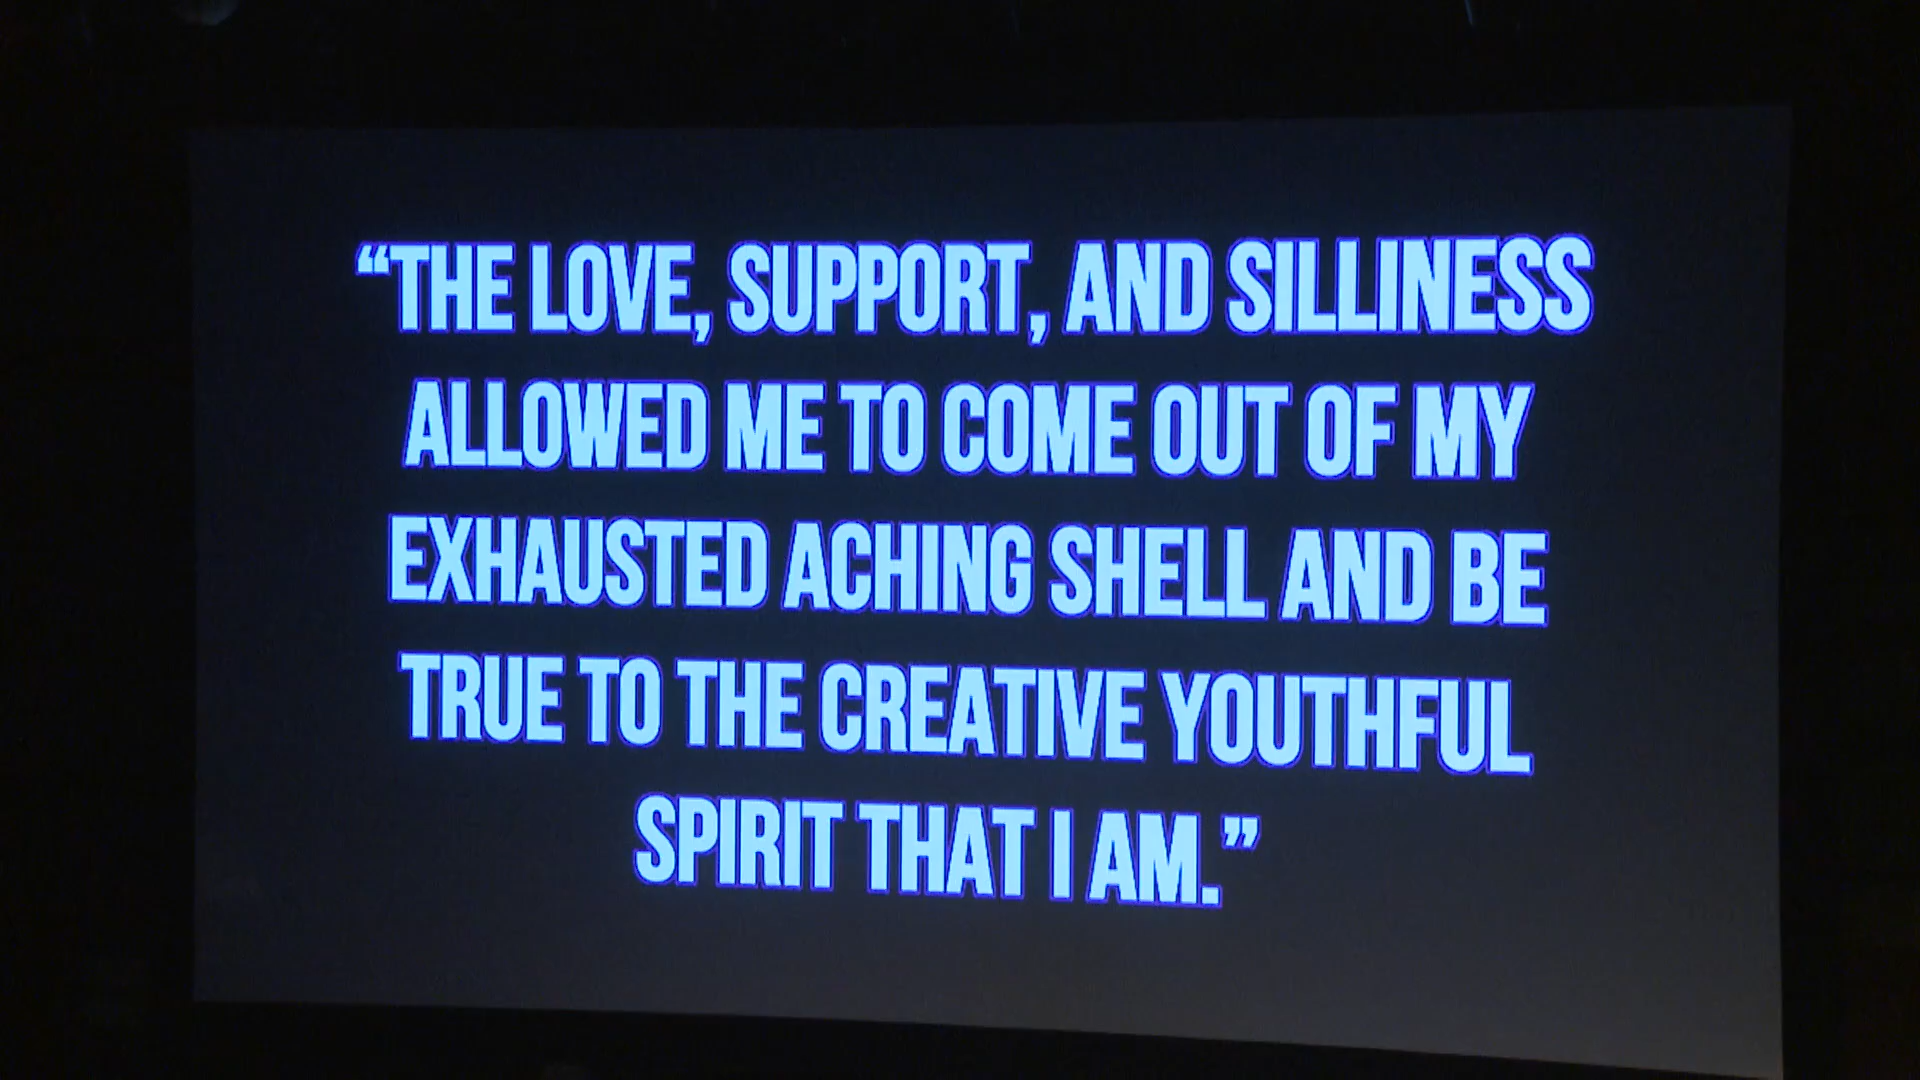 “THE LOVE, SUPPORT, AND SILLINESS
ALLOWED ME TO COME OUT OF MY
EXHAUSTED ACHING SHELL AND BE
TRUE TO THE CREATIVE YOUTHFUL
SPIRIT THAT I AM.”